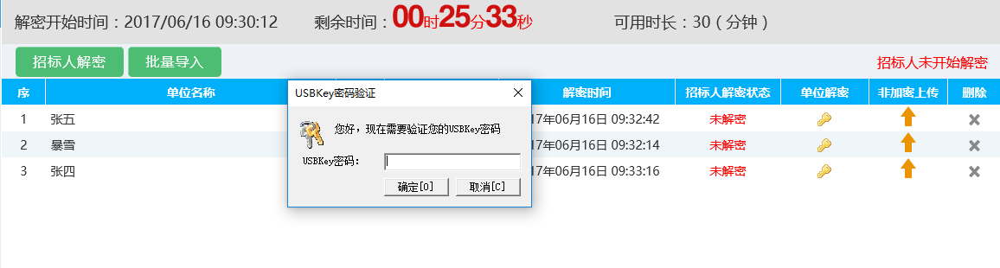 解密开始时间：2017/06/16 09:30:12 剩余时间：00时25分33秒 可用时长：30（分钟）
招标人解密 批量导入 招标人未开始解密
序 单位名称 解密时间 招标人解密状态 单位解密 非加密上传 删除
USBKey密码验证
1 张五 17年06月16日 09:32:42 未解密
您好，现在需要验证您的USBKey密码
2 暴雪 17年06月16日 09:32:14 未解密
USBKey密码：
3 张四 17年06月16日 09:33:16 未解密
确定[O] 取消[C]